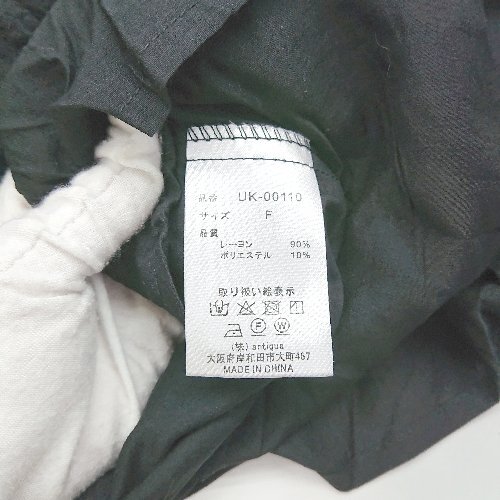 品番 UK-00110
サイズ F
品質
レーヨン 90%
ポリエステル 10%
取り扱い絵表示
F W
(株) antigua
大阪府岸和田市大町487
MADE IN CHINA